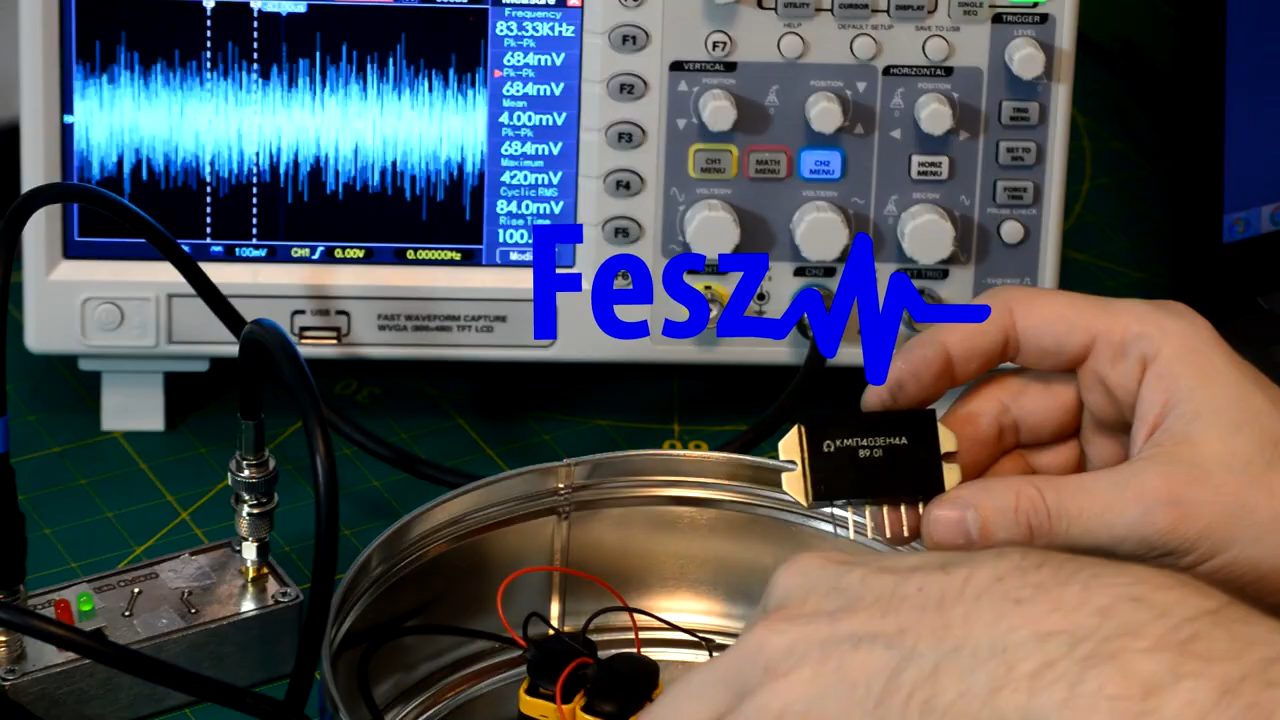 Measure
Frequency
83.33KHz
Pk-Pk
684mV
Pk-Pk
684mV
Mean
4.00mV
Pk-Pk
684mV
Maximum
420mV
Cyclic RMS
84.0mV
Rise Time
100.
100mV
CH1
0.00V
0.00000Hz
F1
F2
F3
F4
F5
F7
UTILITY
CURSOR
DISPLAY
SINGLE
SEQ
HELP
DEFAULT SETUP
SAVE TO USB
TRIGGER
LEVEL
VERTICAL
HORIZONTAL
POSITION
POSITION
POSITION
TRIG
MENU
SET TO
50%
FORCE
TRIG
PROBE CHECK
CH1
MENU
MATH
MENU
CH2
MENU
HORIZ
MENU
VOLTS/DIV
VOLTS/DIV
SEC/DIV
CH2
EXT TRIG
USB
FAST WAVEFORM CAPTURE
WVGA (800x480) TFT LCD
Fesz
КМП403ЕН4А
89.01
30